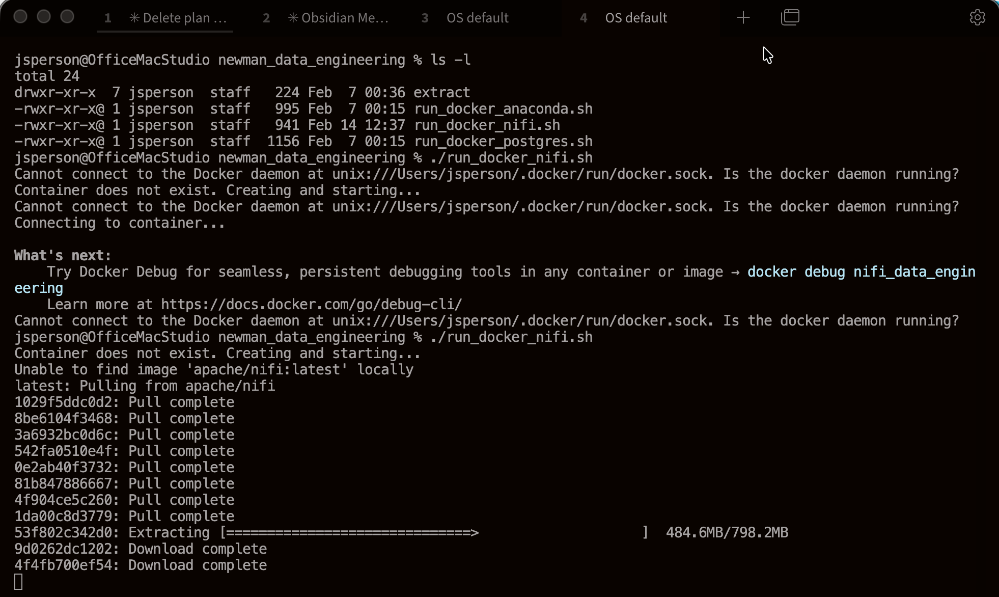 1 ✳ Delete plan … 2 ✳ Obsidian Me… 3 OS default 4 OS default
jsperson@OfficeMacStudio newman_data_engineering % ls -l
total 24
drwxr-xr-x  7 jsperson  staff   224 Feb  7 00:36 extract
-rwxr-xr-x@ 1 jsperson  staff   995 Feb  7 00:15 run_docker_anaconda.sh
-rwxr-xr-x@ 1 jsperson  staff   941 Feb 14 12:37 run_docker_nifi.sh
-rwxr-xr-x@ 1 jsperson  staff  1156 Feb  7 00:15 run_docker_postgres.sh
jsperson@OfficeMacStudio newman_data_engineering % ./run_docker_nifi.sh
Cannot connect to the Docker daemon at unix:///Users/jsperson/.docker/run/docker.sock. Is the docker daemon running?
Container does not exist. Creating and starting...
Cannot connect to the Docker daemon at unix:///Users/jsperson/.docker/run/docker.sock. Is the docker daemon running?
Connecting to container...
What's next:
    Try Docker Debug for seamless, persistent debugging tools in any container or image → docker debug nifi_data_engin
eering
    Learn more at https://docs.docker.com/go/debug-cli/
Cannot connect to the Docker daemon at unix:///Users/jsperson/.docker/run/docker.sock. Is the docker daemon running?
jsperson@OfficeMacStudio newman_data_engineering % ./run_docker_nifi.sh
Container does not exist. Creating and starting...
Unable to find image 'apache/nifi:latest' locally
latest: Pulling from apache/nifi
1029f5ddc0d2: Pull complete
8be6104f3468: Pull complete
3a6932bc0d6c: Pull complete
542fa0510e4f: Pull complete
0e2ab40f3732: Pull complete
81b847886667: Pull complete
4f904ce5c260: Pull complete
1da00c8d3779: Pull complete
53f802c342d0: Extracting [==============================>                    ]  484.6MB/798.2MB
9d0262dc1202: Download complete
4f4fb700ef54: Download complete